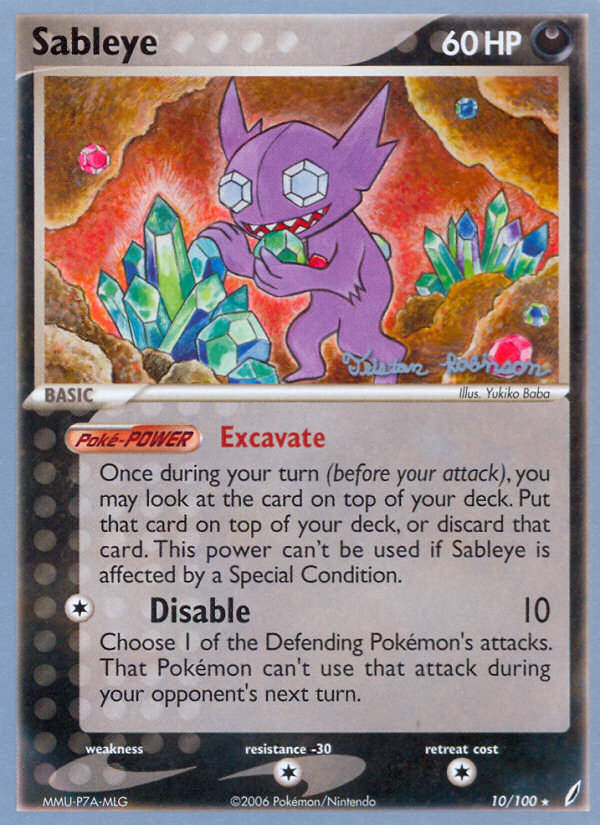 Sableye
60 HP
Tristan Robinson
BASIC
Illus. Yukiko Baba
Poké-POWER Excavate
Once during your turn (before your attack), you
may look at the card on top of your deck. Put
that card on top of your deck, or discard that
card. This power can't be used if Sableye is
affected by a Special Condition.
Disable 10
Choose 1 of the Defending Pokémon's attacks.
That Pokémon can't use that attack during
your opponent's next turn.
weakness resistance -30 retreat cost
MMU-P7A-MLG ©2006 Pokémon/Nintendo 10/100 ★